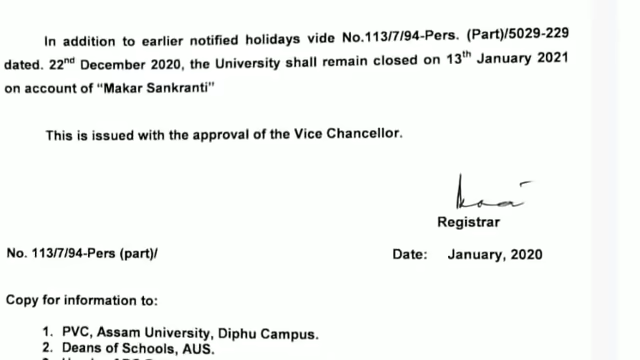 In addition to earlier notified holidays vide No.113/7/94-Pers. (Part)/5029-229
dated. 22nd December 2020, the University shall remain closed on 13th January 2021
on account of “Makar Sankranti”
This is issued with the approval of the Vice Chancellor.
Registrar
No. 113/7/94-Pers (part)/
Date: January, 2020
Copy for information to:
1. PVC, Assam University, Diphu Campus.
2. Deans of Schools, AUS.